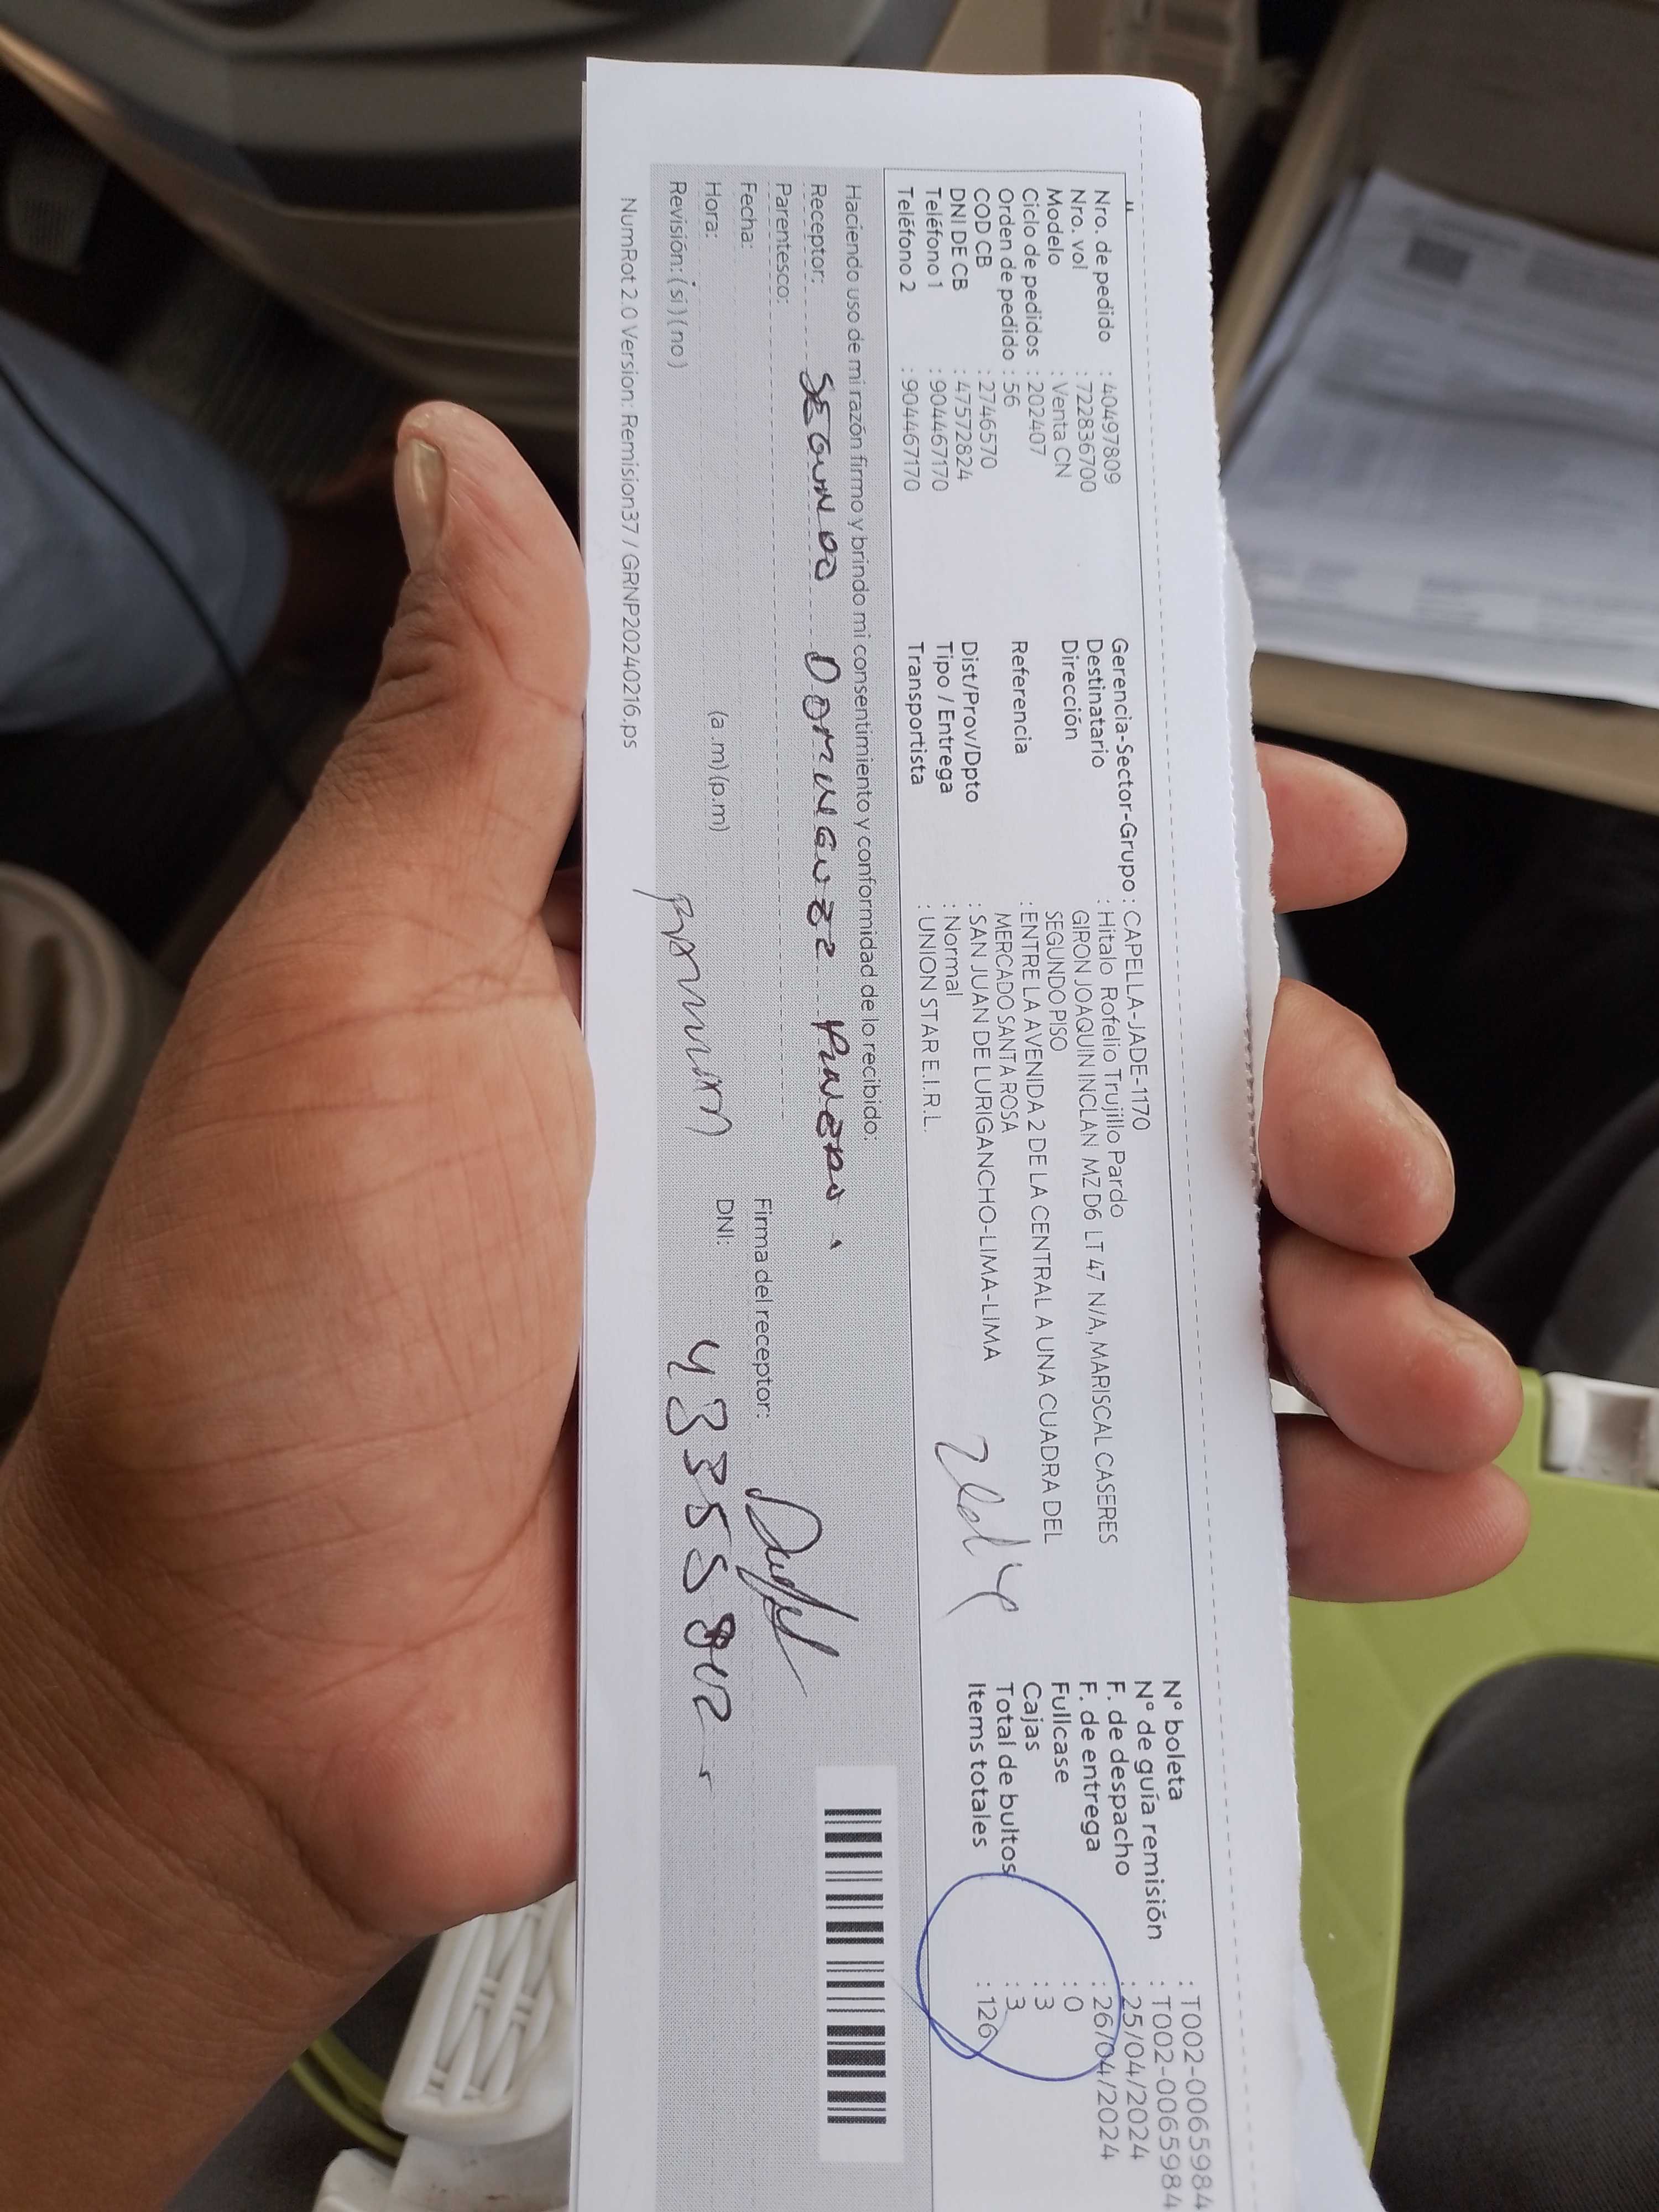 Nro. de pedido : 40497809
Nro. vol : 722836700
Modelo : Venta CN
Ciclo de pedidos : 202407
Orden de pedido : 56
COD CB : 2746570
DNI DE CB : 47572824
Teléfono 1 : 904467170
Teléfono 2 : 904467170
Gerencia-Sector-Grupo : CAPELLA-JADE-1170
Destinatario : Hitalo Rofelio Trujillo Pardo
Dirección GIRON JOAQUIN INCLAN MZ D6 LT 47 N/A, MARISCAL CASERES
SEGUNDO PISO
Referencia : ENTRE LA AVENIDA 2 DE LA CENTRAL A UNA CUADRA DEL
MERCADO SANTA ROSA
Dist/Prov/Dpto : SAN JUAN DE LURIGANCHO-LIMA-LIMA
Tipo / Entrega : Normal
Transportista : UNION STAR E.I.R.L.
N° boleta : T002-0065984
N° de guía remisión : T002-0065984
F. de despacho : 25/04/2024
F. de entrega : 26/04/2024
Fullcase : 0
Cajas : 3
Total de bultos : 3
Items totales : 126
Haciendo uso de mi razón firmo y brindo mi consentimiento y conformidad de lo recibido:
Receptor: SEGUNDO DOMINGUEZ
Parentesco:
Fecha:
Hora: (a.m) (p.m)
Revisión: (si) (no)
Firma del receptor:
DNI: 43355802
NumRot 2.0 Version: Remision37 / GRNP20240216.ps